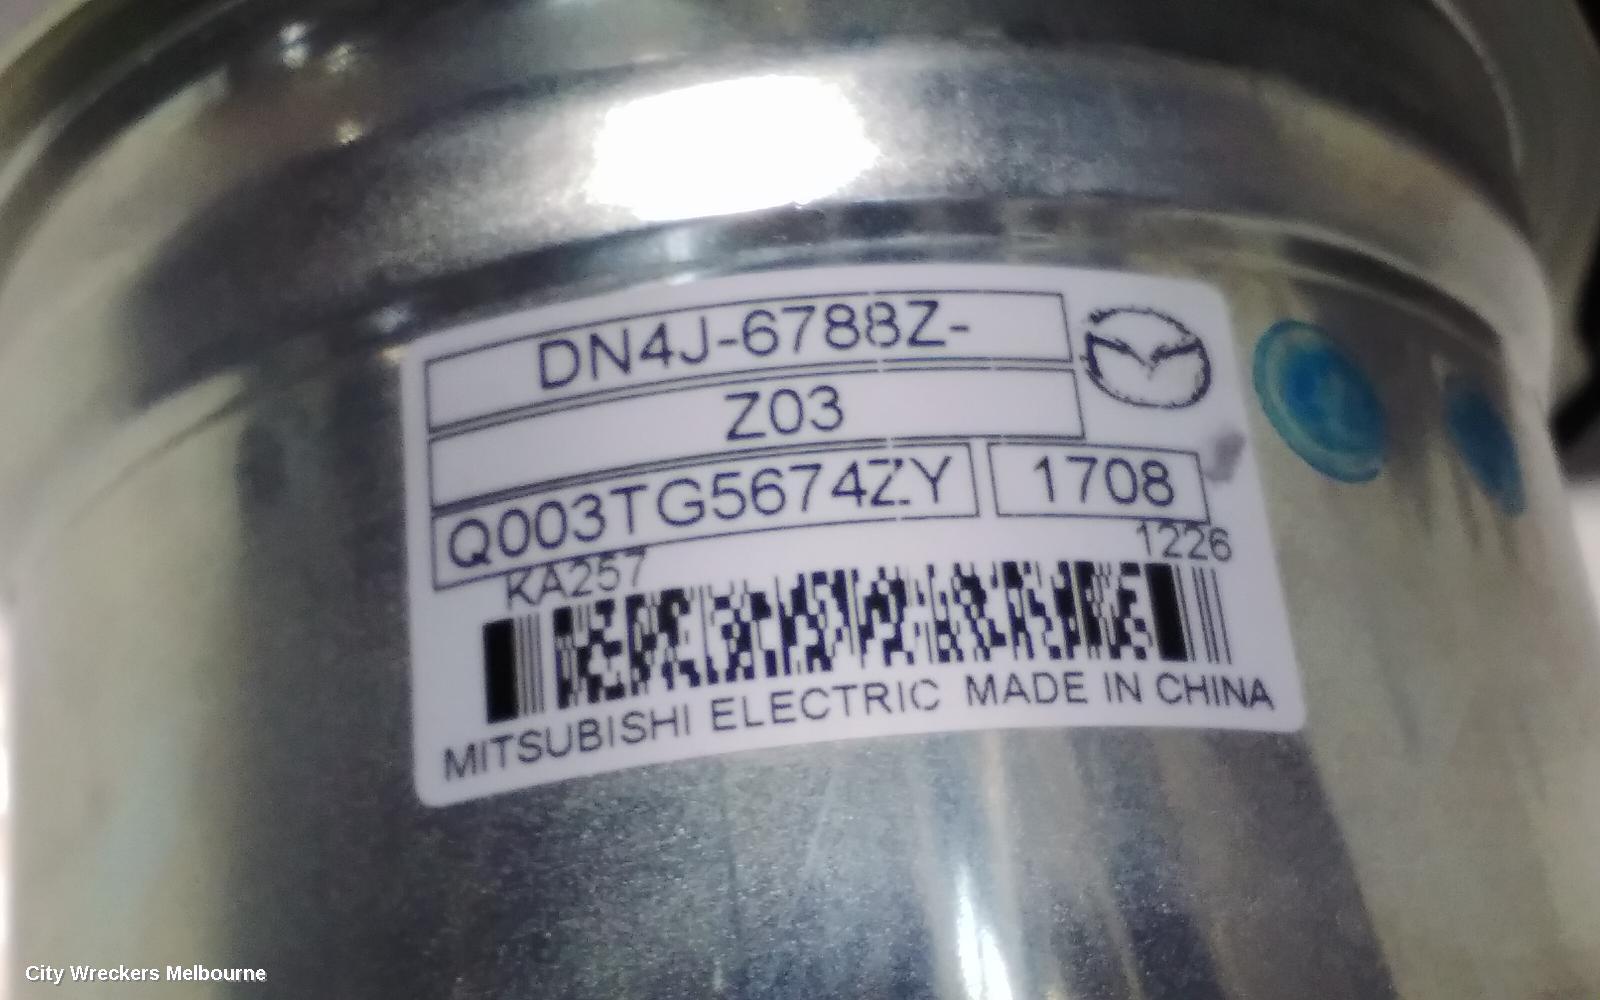 DN4J-6788Z-
Z03
Q003TG5674ZY 1708
KA257 1226
MITSUBISHI ELECTRIC MADE IN CHINA
City Wreckers Melbourne